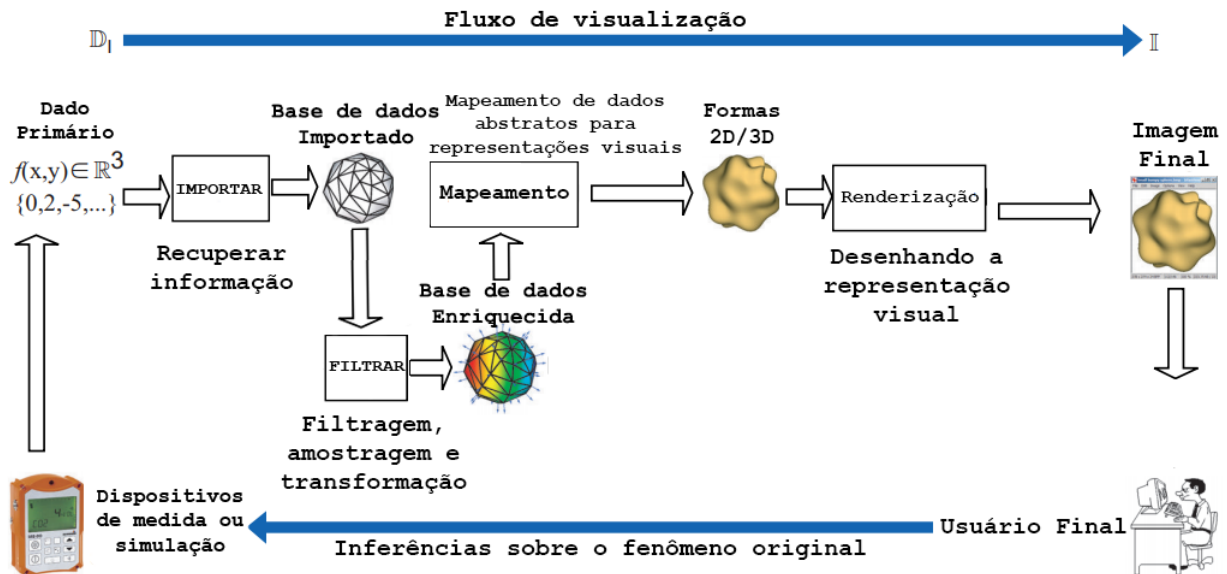 Fluxo de visualização
𝔻I
𝕀
Dado
Primário
f(x,y)∈ℝ3
{0,2,-5,...}
IMPORTAR
Recuperar
informação
Base de dados
Importado
FILTRAR
Filtragem,
amostragem e
transformação
Base de dados
Enriquecida
Mapeamento de dados
abstratos para
representações visuais
Mapeamento
Formas
2D/3D
Renderização
Desenhando a
representação
visual
Imagem
Final
Dispositivos
de medida ou
simulação
Inferências sobre o fenômeno original
Usuário Final